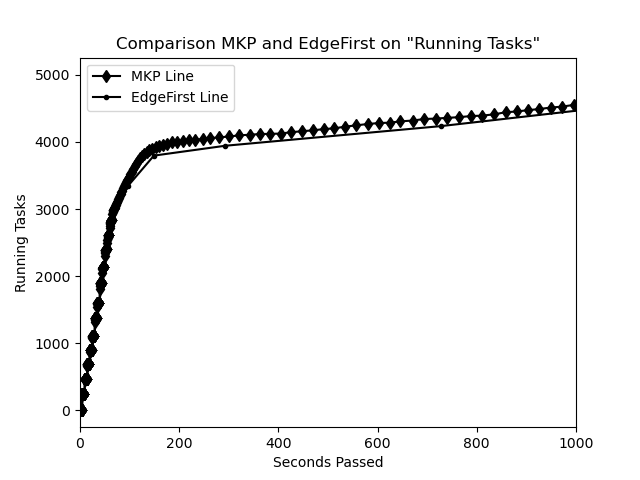 Comparison MKP and EdgeFirst on "Running Tasks"
MKP Line
EdgeFirst Line
5000
4000
3000
2000
1000
0
Running Tasks
0 200 400 600 800 1000
Seconds Passed